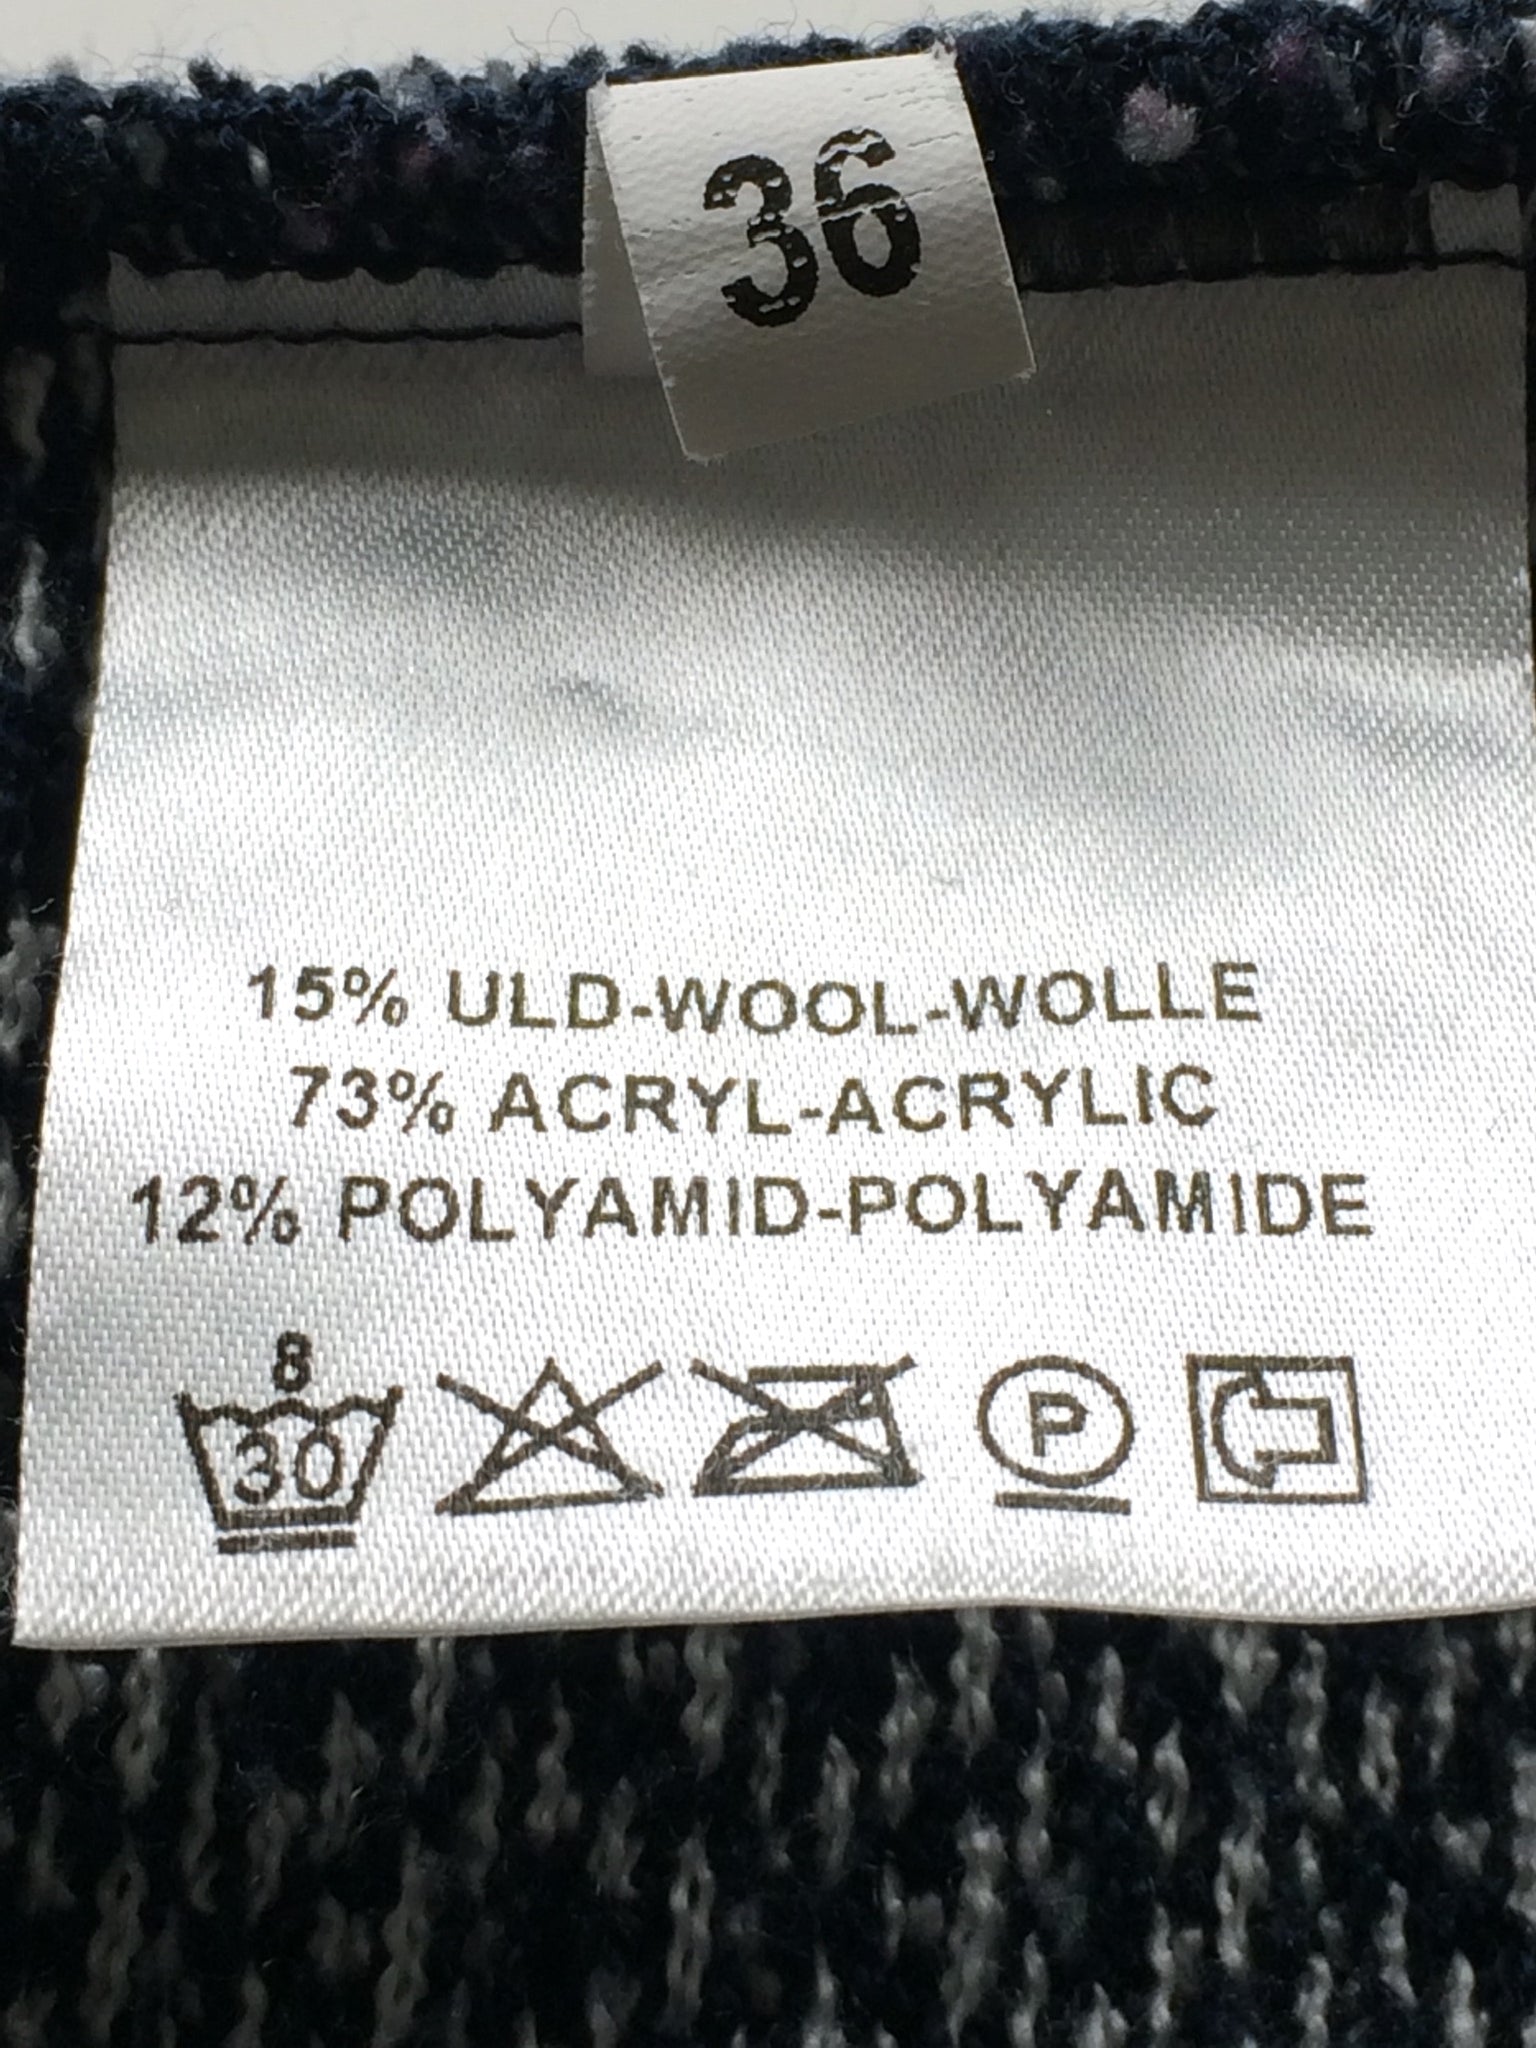 36
15% ULD-WOOL-WOLLE
73% ACRYL-ACRYLIC
12% POLYAMID-POLYAMIDE
8
30
P